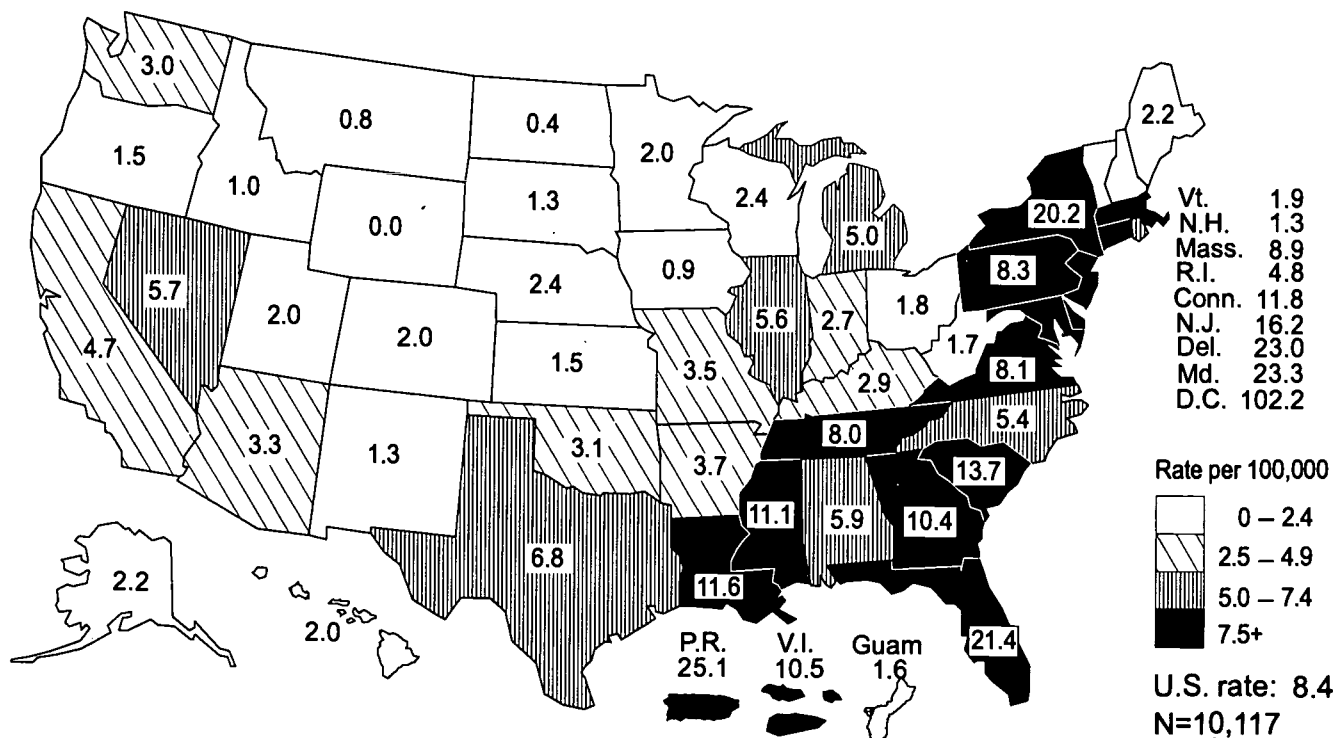 3.0
0.8
0.4
2.0
2.2
1.5
1.0
1.3
2.4
20.2
0.0
5.0
5.7
2.4
0.9
8.3
2.0
2.0
5.6
2.7
1.8
1.7
4.7
1.5
3.5
2.9
8.1
3.3
1.3
3.1
3.7
8.0
5.4
13.7
11.1
5.9
10.4
6.8
11.6
21.4
2.2
2.0
P.R.
25.1
V.I.
10.5
Guam
1.6
Vt. 1.9
N.H. 1.3
Mass. 8.9
R.I. 4.8
Conn. 11.8
N.J. 16.2
Del. 23.0
Md. 23.3
D.C. 102.2
Rate per 100,000
0 – 2.4
2.5 – 4.9
5.0 – 7.4
7.5+
U.S. rate: 8.4
N=10,117